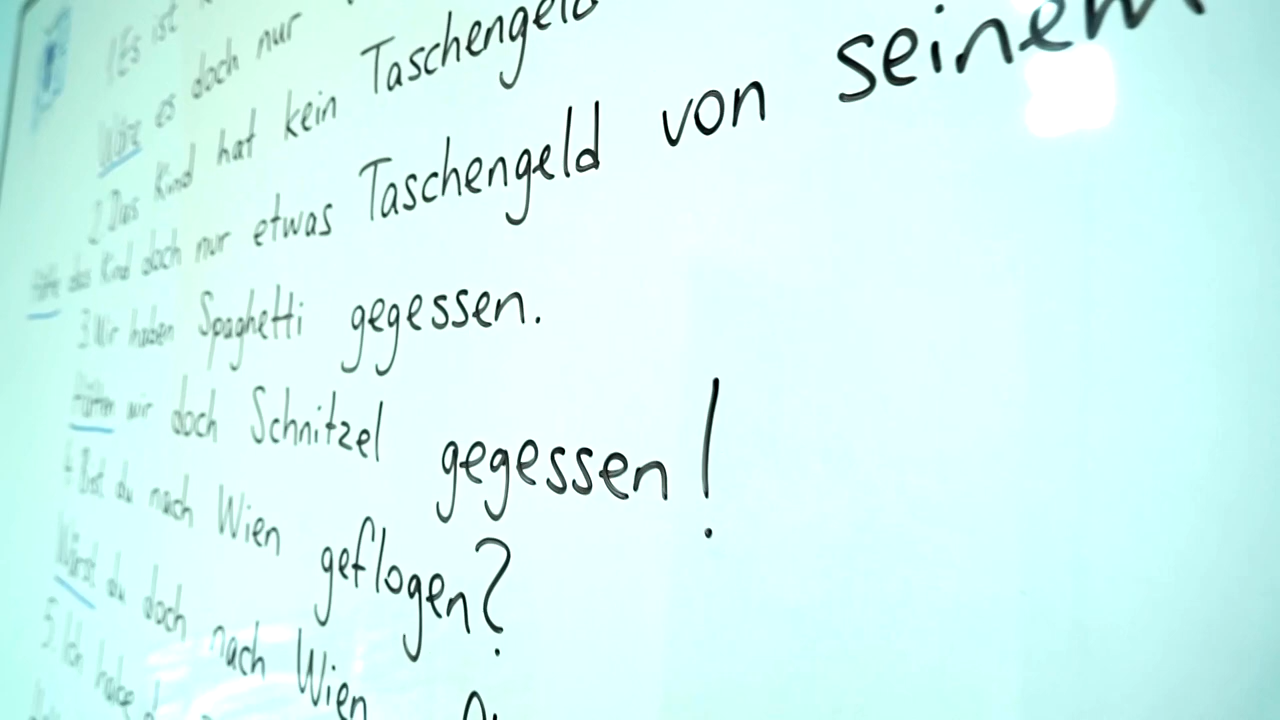 1 Es ist
Wäre es doch nur
2 Das Kind hat kein Taschengeld
Hätte das Kind doch nur etwas Taschengeld von seinem
3 Wir haben Spaghetti gegessen.
Hätten wir doch Schnitzel gegessen!
4 Bist du nach Wien geflogen?
Wärst du doch nach Wien
5 Ich habe